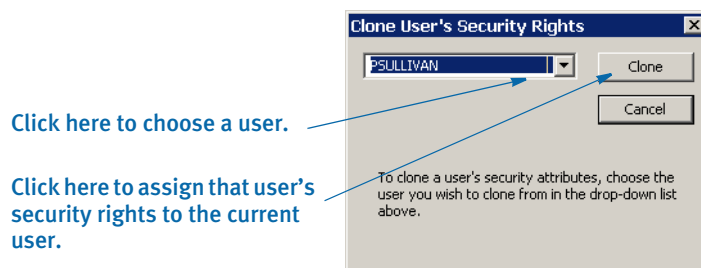 Clone User's Security Rights
PSULLIVAN
Clone
Cancel
Click here to choose a user.
Click here to assign that user's
security rights to the current
user.
To clone a user's security attributes, choose the
user you wish to clone from in the drop-down list
above.